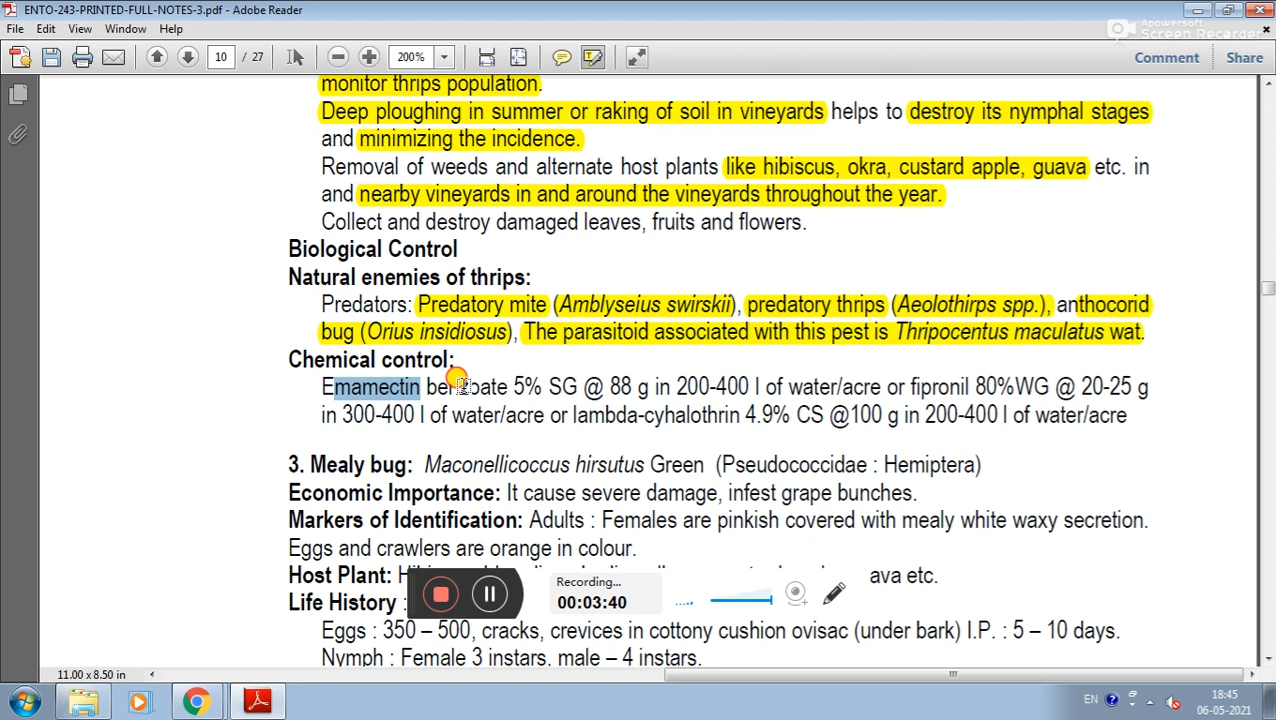 ENTO-243-PRINTED-FULL-NOTES-3.pdf - Adobe Reader
File Edit View Window Help
Apowersoft
Screen Recorder
10 / 27 200% Comment Share
monitor thrips population.
Deep ploughing in summer or raking of soil in vineyards helps to destroy its nymphal stages
and minimizing the incidence.
Removal of weeds and alternate host plants like hibiscus, okra, custard apple, guava etc. in
and nearby vineyards in and around the vineyards throughout the year.
Collect and destroy damaged leaves, fruits and flowers.
Biological Control
Natural enemies of thrips:
Predators: Predatory mite (Amblyseius swirskii), predatory thrips (Aeolothirps spp.), anthocorid
bug (Orius insidiosus), The parasitoid associated with this pest is Thripocentus maculatus wat.
Chemical control:
Emamectin 5% SG @ 88 g in 200-400 l of water/acre or fipronil 80%WG @ 20-25 g
in 300-400 l of water/acre or lambda-cyhalothrin 4.9% CS @100 g in 200-400 l of water/acre
3. Mealy bug: Maconellicoccus hirsutus Green (Pseudococcidae : Hemiptera)
Economic Importance: It cause severe damage, infest grape bunches.
Markers of Identification: Adults : Females are pinkish covered with mealy white waxy secretion.
Eggs and crawlers are orange in colour.
Host Plant: ava etc.
Life History :
Recording...
00:03:40
Eggs : 350 – 500, cracks, crevices in cottony cushion ovisac (under bark) I.P. : 5 – 10 days.
Nymph : Female 3 instars, male – 4 instars.
11.00 x 8.50 in
EN 18:45
06-05-2021